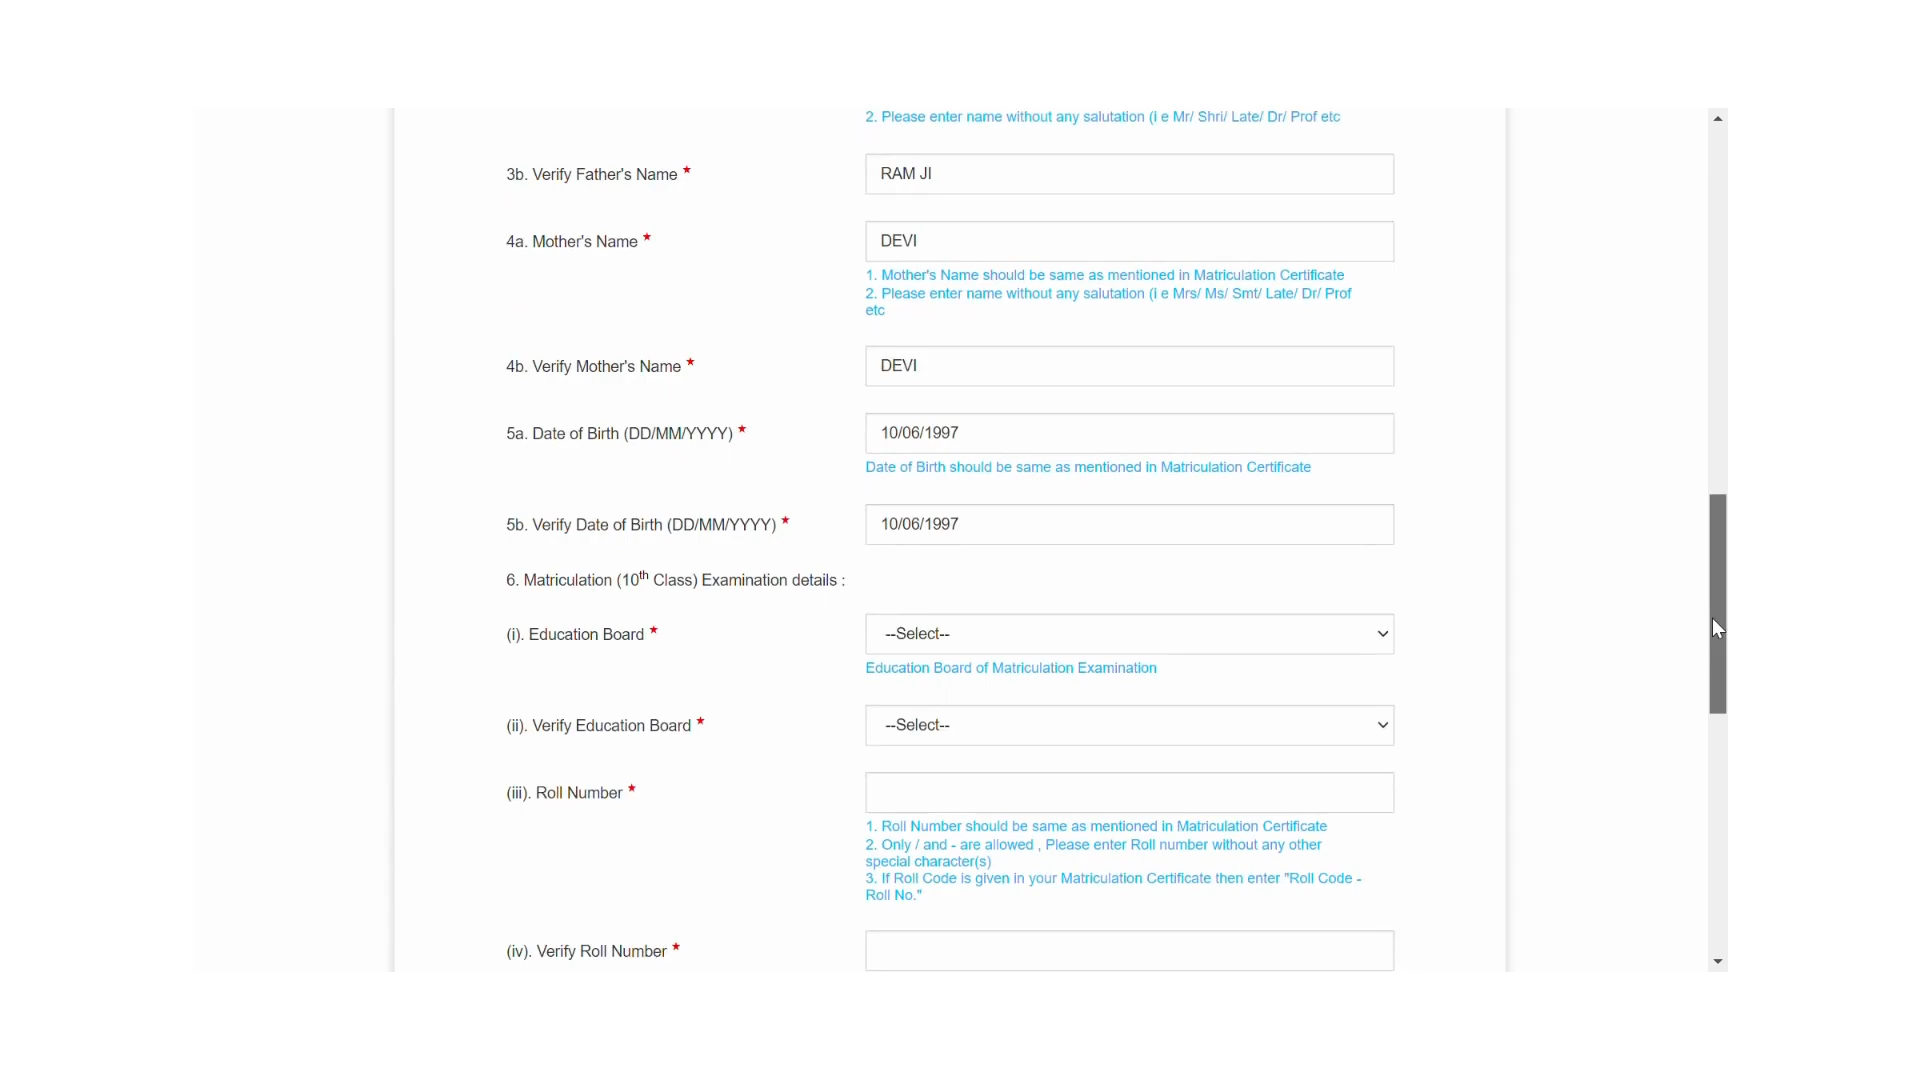 2. Please enter name without any salutation (i e Mr/ Shri/ Late/ Dr/ Prof etc
3b. Verify Father's Name *
RAM JI
4a. Mother's Name *
DEVI
1. Mother's Name should be same as mentioned in Matriculation Certificate
2. Please enter name without any salutation (i e Mrs/ Ms/ Smt/ Late/ Dr/ Prof
etc
4b. Verify Mother's Name *
DEVI
5a. Date of Birth (DD/MM/YYYY) *
10/06/1997
Date of Birth should be same as mentioned in Matriculation Certificate
5b. Verify Date of Birth (DD/MM/YYYY) *
10/06/1997
6. Matriculation (10th Class) Examination details :
(i). Education Board *
--Select--
Education Board of Matriculation Examination
(ii). Verify Education Board *
--Select--
(iii). Roll Number *
1. Roll Number should be same as mentioned in Matriculation Certificate
2. Only / and - are allowed , Please enter Roll number without any other
special character(s)
3. If Roll Code is given in your Matriculation Certificate then enter "Roll Code -
Roll No."
(iv). Verify Roll Number *